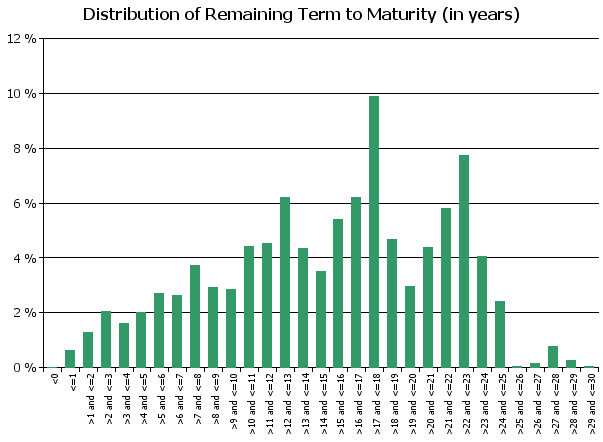 Distribution of Remaining Term to Maturity (in years)
12 %
10 %
8 %
6 %
4 %
2 %
0 %
<0
<=1
>1 and <=2
>2 and <=3
>3 and <=4
>4 and <=5
>5 and <=6
>6 and <=7
>7 and <=8
>8 and <=9
>9 and <=10
>10 and <=11
>11 and <=12
>12 and <=13
>13 and <=14
>14 and <=15
>15 and <=16
>16 and <=17
>17 and <=18
>18 and <=19
>19 and <=20
>20 and <=21
>21 and <=22
>22 and <=23
>23 and <=24
>24 and <=25
>25 and <=26
>26 and <=27
>27 and <=28
>28 and <=29
>29 and <=30